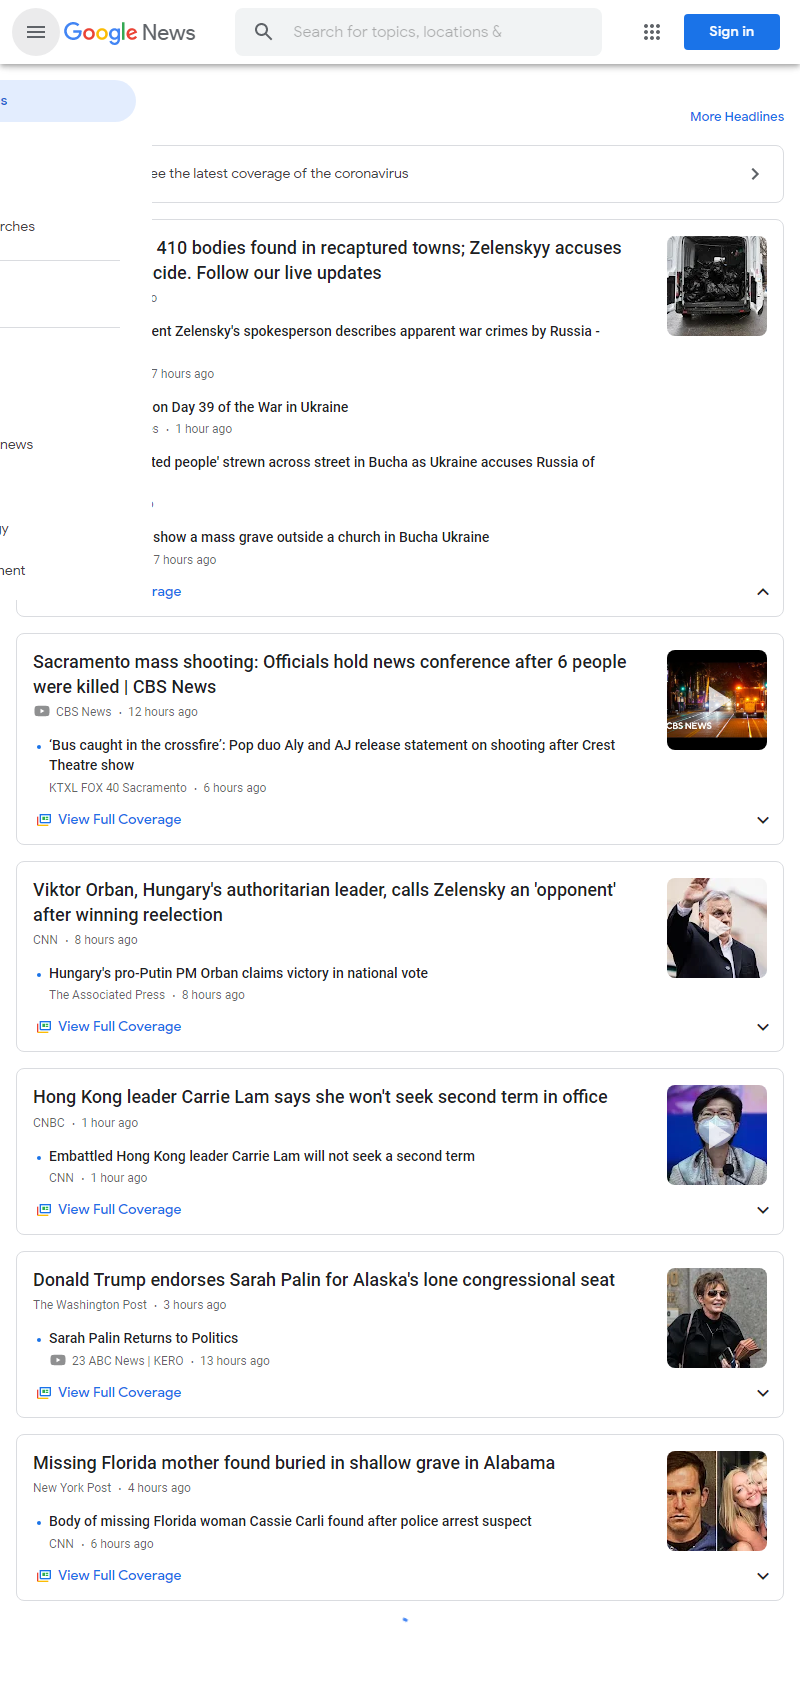 Google News
Search for topics, locations &
Sign in
More Headlines
ee the latest coverage of the coronavirus
rches
410 bodies found in recaptured towns; Zelenskyy accuses
cide. Follow our live updates
ent Zelensky's spokesperson describes apparent war crimes by Russia -
7 hours ago
on Day 39 of the War in Ukraine
s · 1 hour ago
news
ted people' strewn across street in Bucha as Ukraine accuses Russia of
gy
show a mass grave outside a church in Bucha Ukraine
7 hours ago
nent
rage
Sacramento mass shooting: Officials hold news conference after 6 people
were killed | CBS News
CBS News · 12 hours ago
CBS NEWS
• ‘Bus caught in the crossfire’: Pop duo Aly and AJ release statement on shooting after Crest
Theatre show
KTXL FOX 40 Sacramento · 6 hours ago
View Full Coverage
Viktor Orban, Hungary's authoritarian leader, calls Zelensky an 'opponent'
after winning reelection
CNN · 8 hours ago
• Hungary's pro-Putin PM Orban claims victory in national vote
The Associated Press · 8 hours ago
View Full Coverage
Hong Kong leader Carrie Lam says she won't seek second term in office
CNBC · 1 hour ago
• Embattled Hong Kong leader Carrie Lam will not seek a second term
CNN · 1 hour ago
View Full Coverage
Donald Trump endorses Sarah Palin for Alaska's lone congressional seat
The Washington Post · 3 hours ago
• Sarah Palin Returns to Politics
23 ABC News | KERO · 13 hours ago
View Full Coverage
Missing Florida mother found buried in shallow grave in Alabama
New York Post · 4 hours ago
• Body of missing Florida woman Cassie Carli found after police arrest suspect
CNN · 6 hours ago
View Full Coverage